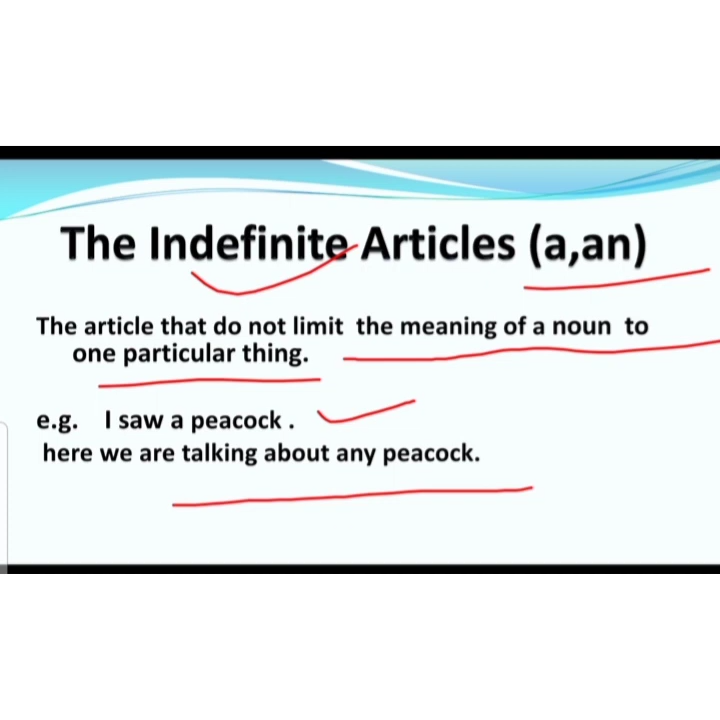 The Indefinite Articles (a,an)
The article that do not limit the meaning of a noun to
one particular thing.
e.g. I saw a peacock .
here we are talking about any peacock.